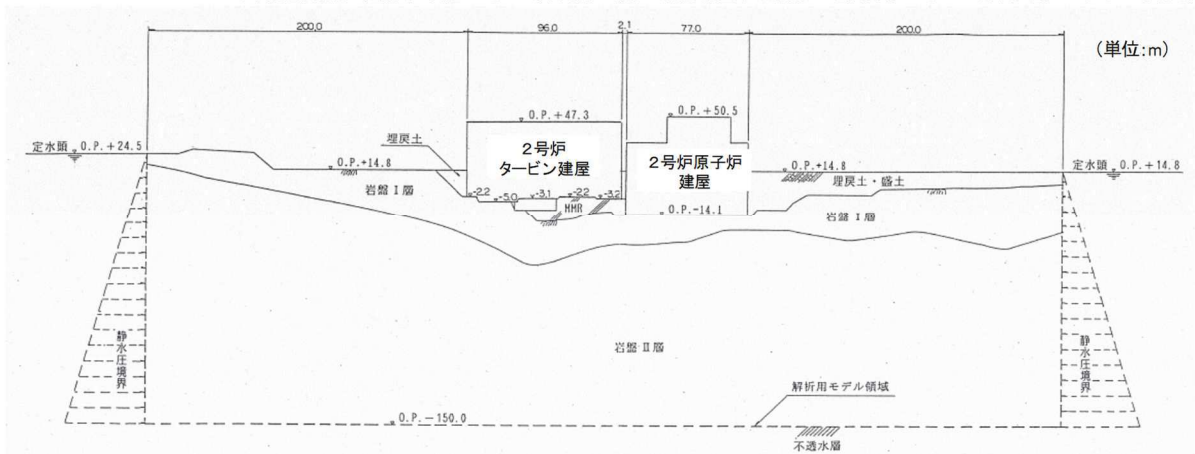 200.0
96.0
2.1
77.0
200.0
(単位:m)
O.P.+47.3
O.P.+50.5
定水頭 O.P.+24.5
埋戻土
2号炉
タービン建屋
2号炉原子炉
建屋
O.P.+14.8
O.P.+14.8
定水頭 O.P.+14.8
埋戻土・盛土
岩盤Ⅰ層
-2.2
-5.0
-3.1
-2.2
-3.2
MMR
O.P.-14.1
岩盤Ⅰ層
静水圧境界
岩盤Ⅱ層
静水圧境界
解析用モデル領域
O.P.-150.0
不透水層